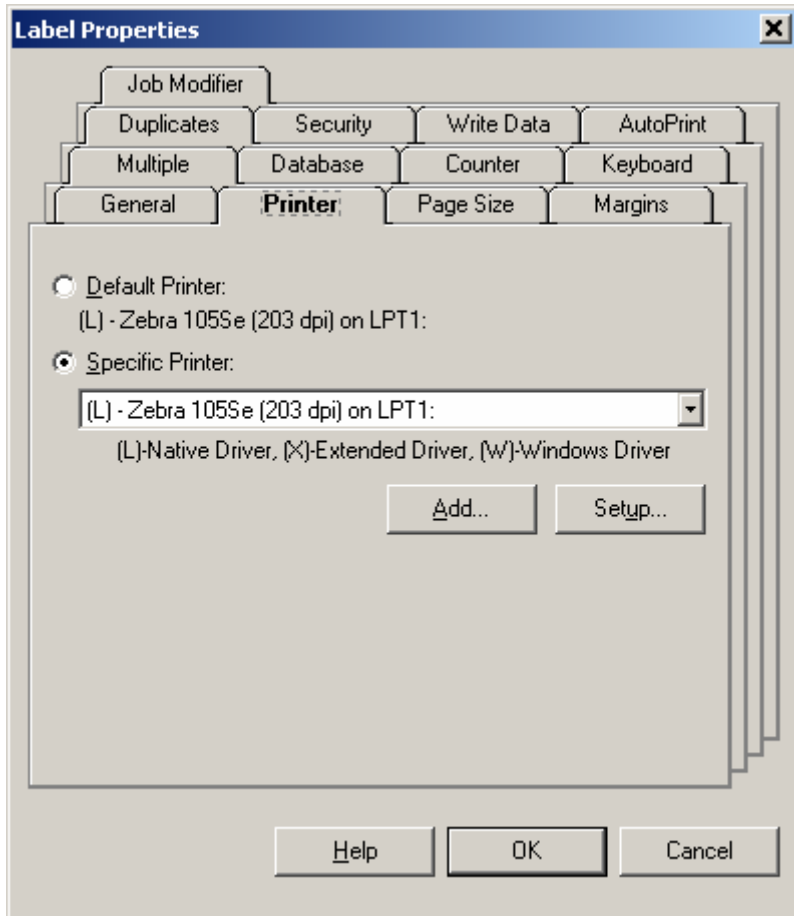 Label Properties
Job Modifier
Duplicates Security Write Data AutoPrint
Multiple Database Counter Keyboard
General Printer Page Size Margins
Default Printer:
(L) - Zebra 105Se (203 dpi) on LPT1:
Specific Printer:
(L) - Zebra 105Se (203 dpi) on LPT1:
(L)-Native Driver, (X)-Extended Driver, (W)-Windows Driver
Add... Setup...
Help OK Cancel